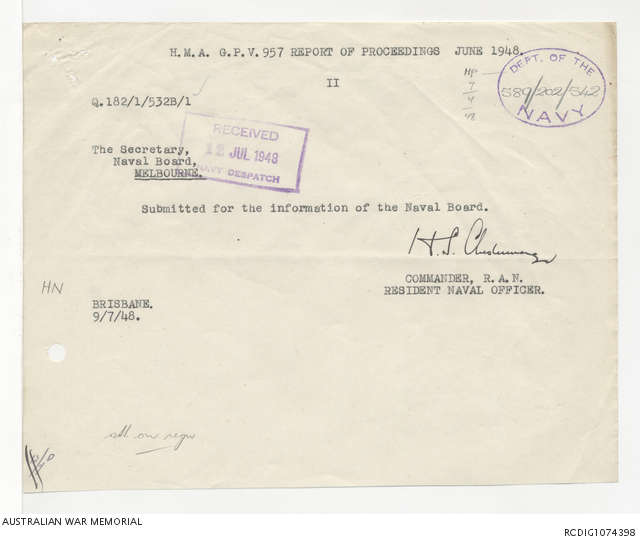 H.M.A. G.P.V. 957 REPORT OF PROCEEDINGS JUNE 1948.
II
DEPT. OF THE
589/202/542
NAVY
Q.182/1/532B/1
RECEIVED
12 JUL 1948
NAVY DESPATCH
The Secretary,
Naval Board,
MELBOURNE.
Submitted for the information of the Naval Board.
H. S.
COMMANDER, R.A.N.
RESIDENT NAVAL OFFICER.
HN
BRISBANE.
9/7/48.
AUSTRALIAN WAR MEMORIAL
RCDIG1074398